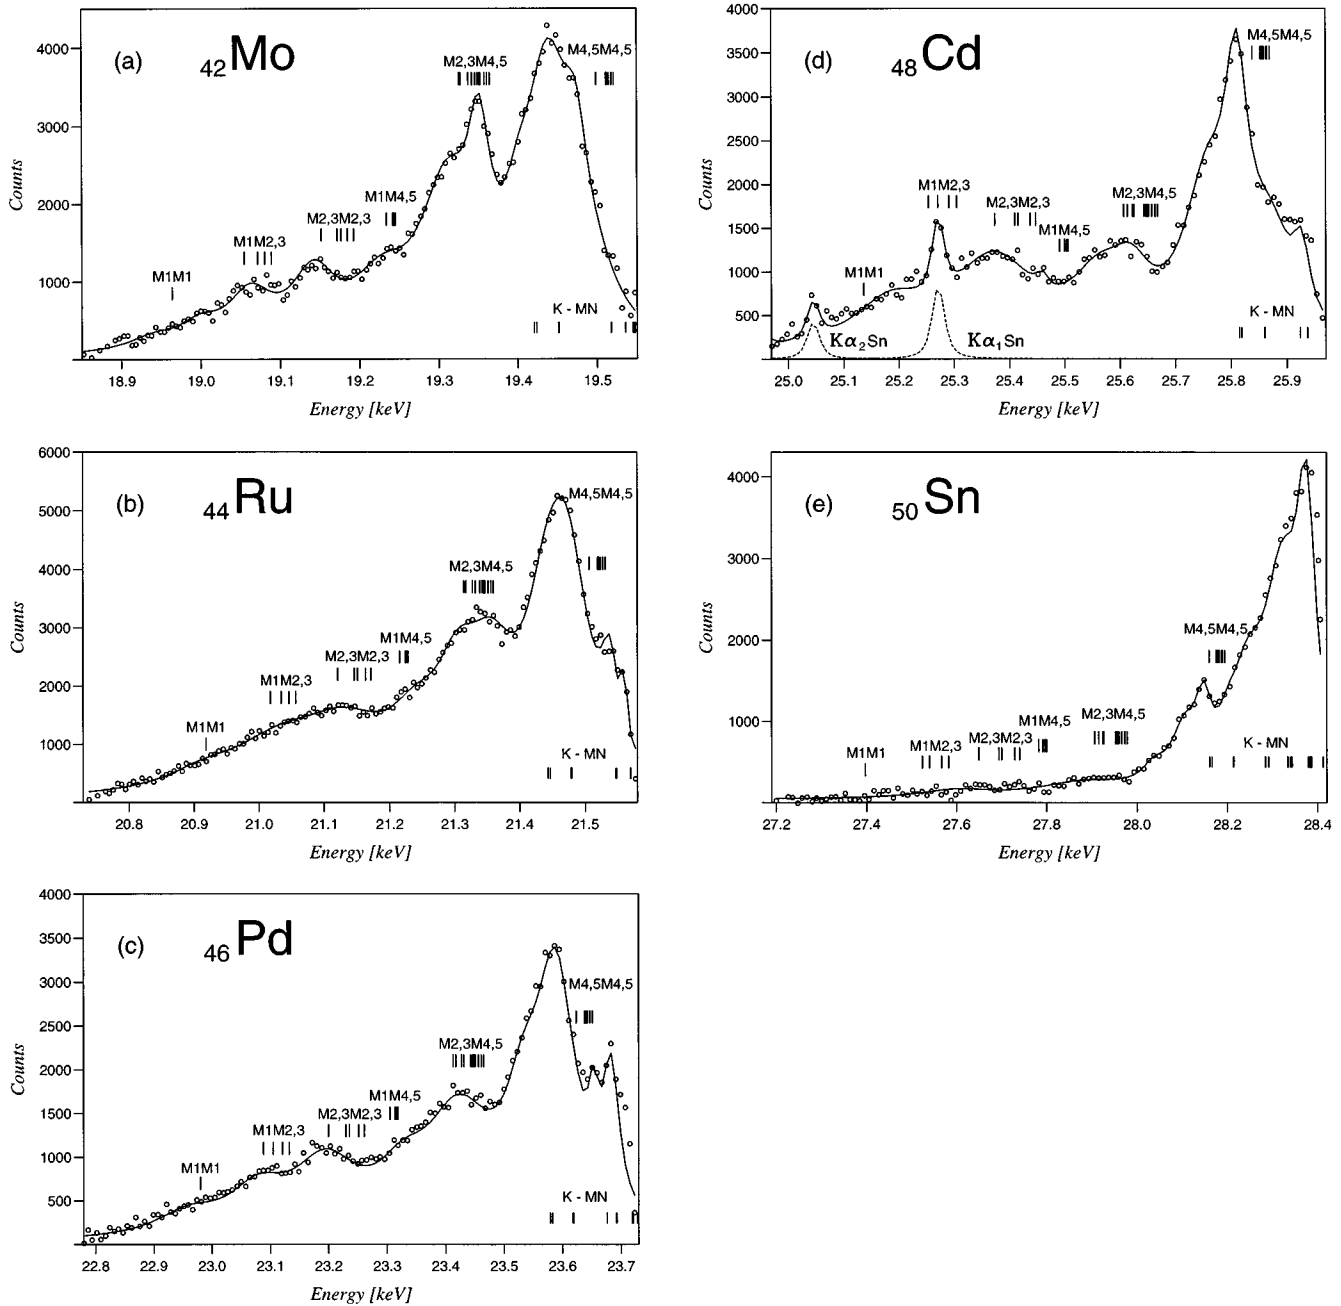 (a) 42Mo
Counts
4000
3000
2000
1000
M1M1
M1M2,3
M2,3M2,3
M1M4,5
M2,3M4,5
M4,5M4,5
K - MN
18.9 19.0 19.1 19.2 19.3 19.4 19.5
Energy [keV]
(b) 44Ru
Counts
6000
5000
4000
3000
2000
1000
M1M1
M1M2,3
M2,3M2,3
M1M4,5
M2,3M4,5
M4,5M4,5
K - MN
20.8 20.9 21.0 21.1 21.2 21.3 21.4 21.5
Energy [keV]
(c) 46Pd
Counts
4000
3500
3000
2500
2000
1500
1000
500
M1M1
M1M2,3
M2,3M2,3
M1M4,5
M2,3M4,5
M4,5M4,5
K - MN
22.8 22.9 23.0 23.1 23.2 23.3 23.4 23.5 23.6 23.7
Energy [keV]
(d) 48Cd
Counts
4000
3500
3000
2500
2000
1500
1000
500
M1M1
M1M2,3
M2,3M2,3
M1M4,5
M2,3M4,5
M4,5M4,5
K - MN
Kα2Sn
Kα1Sn
25.0 25.1 25.2 25.3 25.4 25.5 25.6 25.7 25.8 25.9
Energy [keV]
(e) 50Sn
Counts
4000
3000
2000
1000
M1M1
M1M2,3
M2,3M2,3
M1M4,5
M2,3M4,5
M4,5M4,5
K - MN
27.2 27.4 27.6 27.8 28.0 28.2 28.4
Energy [keV]